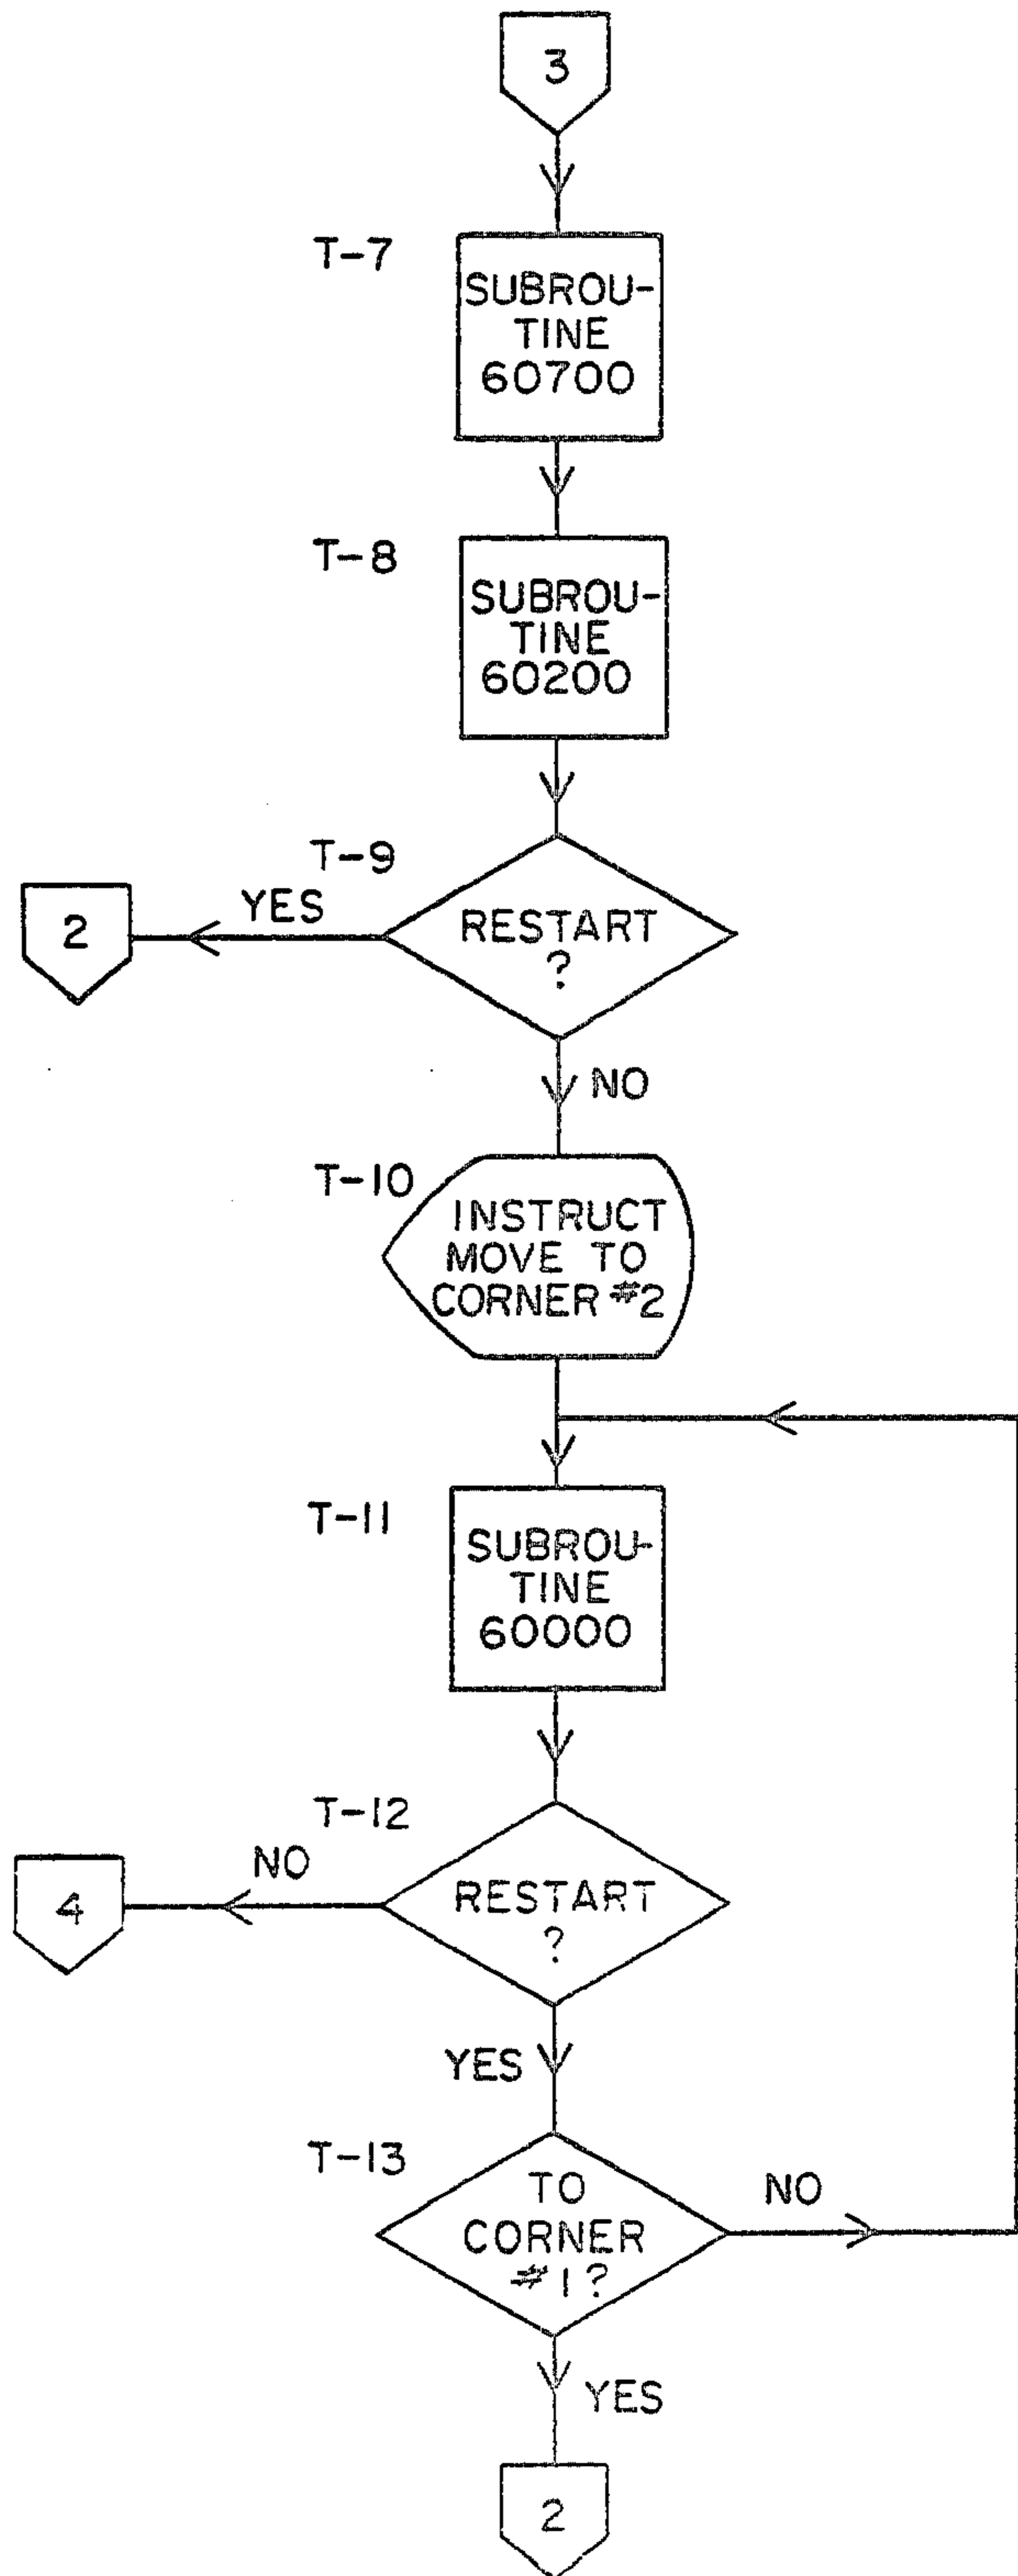 3
T-7
SUBROU-
TINE
60700
T-8
SUBROU-
TINE
60200
T-9
2
YES
RESTART
?
NO
T-10
INSTRUCT
MOVE TO
CORNER #2
T-11
SUBROU-
TINE
60000
T-12
4
NO
RESTART
?
YES
T-13
TO
CORNER
#1?
NO
YES
2